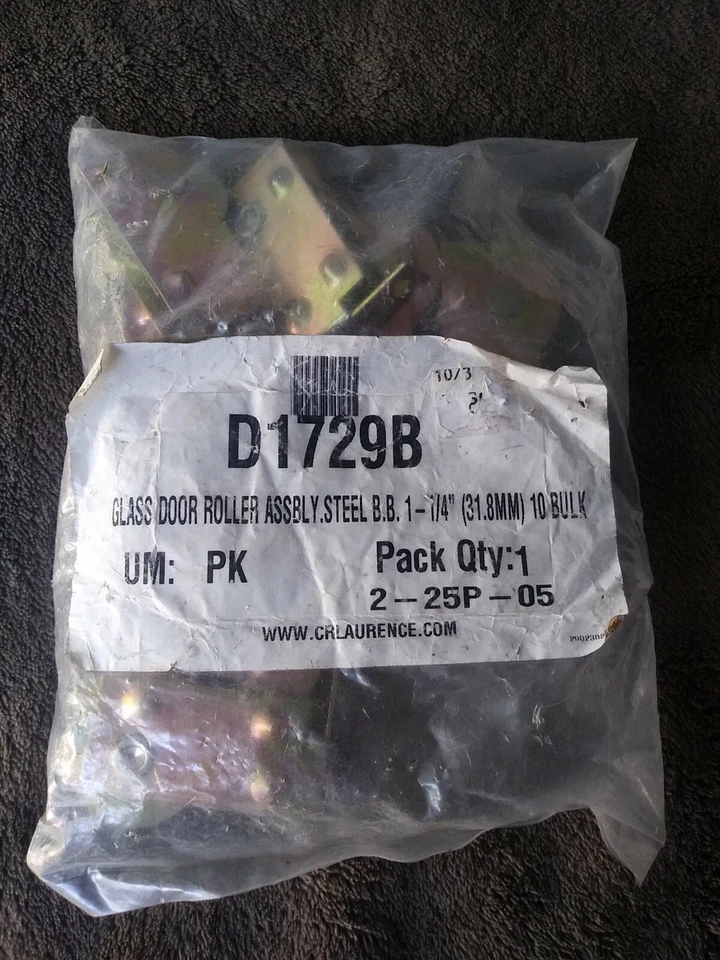 10/3
D1729B
GLASS DOOR ROLLER ASSBLY.STEEL B.B. 1-1/4" (31.8MM) 10 BULK
UM: PK Pack Qty:1
2-25P-05
WWW.CRLAURENCE.COM